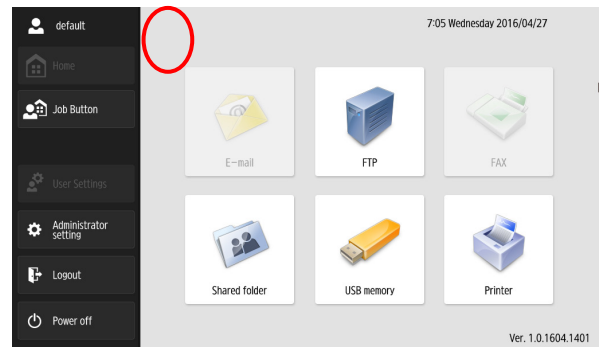 default
7:05 Wednesday 2016/04/27
Home
Job Button
User Settings
Administrator
setting
Logout
Power off
E-mail
FTP
FAX
Shared folder
USB memory
Printer
Ver. 1.0.1604.1401